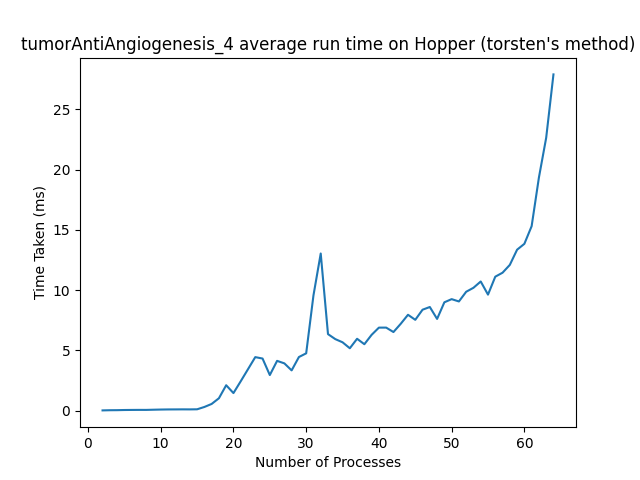 tumorAntiAngiogenesis_4 average run time on Hopper (torsten's method)
25
20
15
10
5
0
Time Taken (ms)
0 10 20 30 40 50 60
Number of Processes